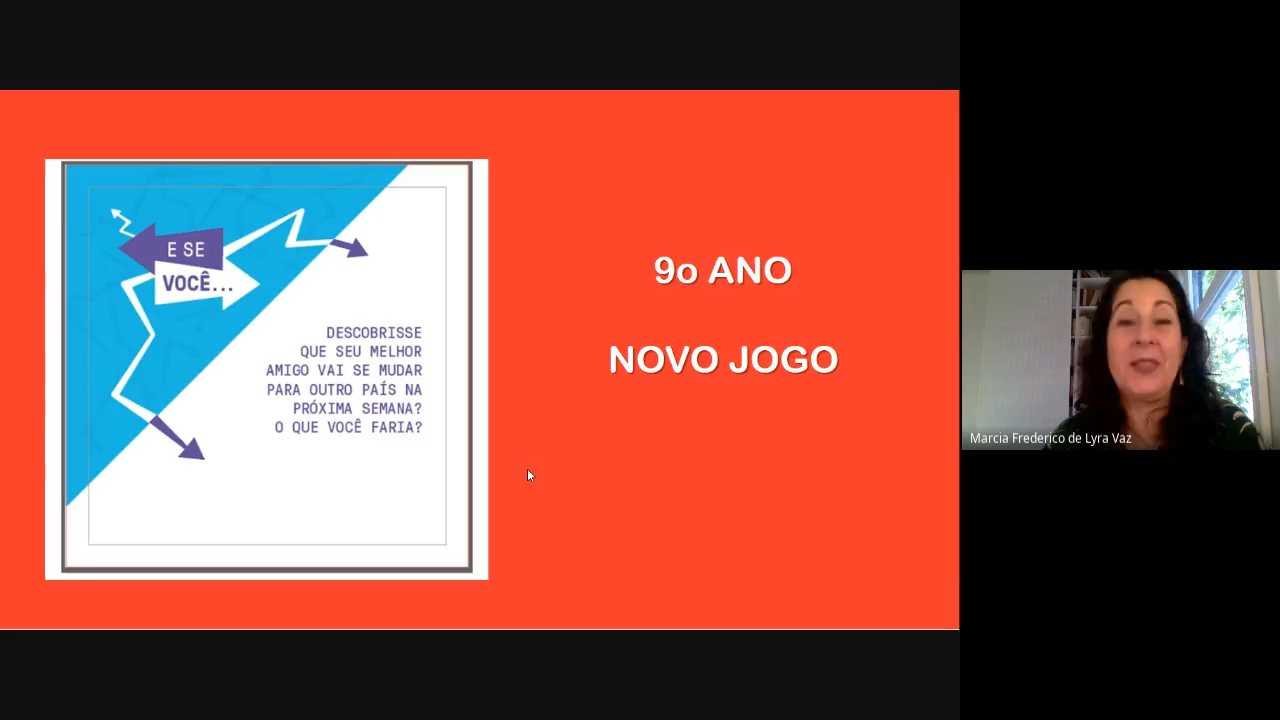 E SE
VOCÊ...
DESCOBRISSE
QUE SEU MELHOR
AMIGO VAI SE MUDAR
PARA OUTRO PAÍS NA
PRÓXIMA SEMANA?
O QUE VOCÊ FARIA?
9o ANO
NOVO JOGO
Marcia Frederico de Lyra Vaz